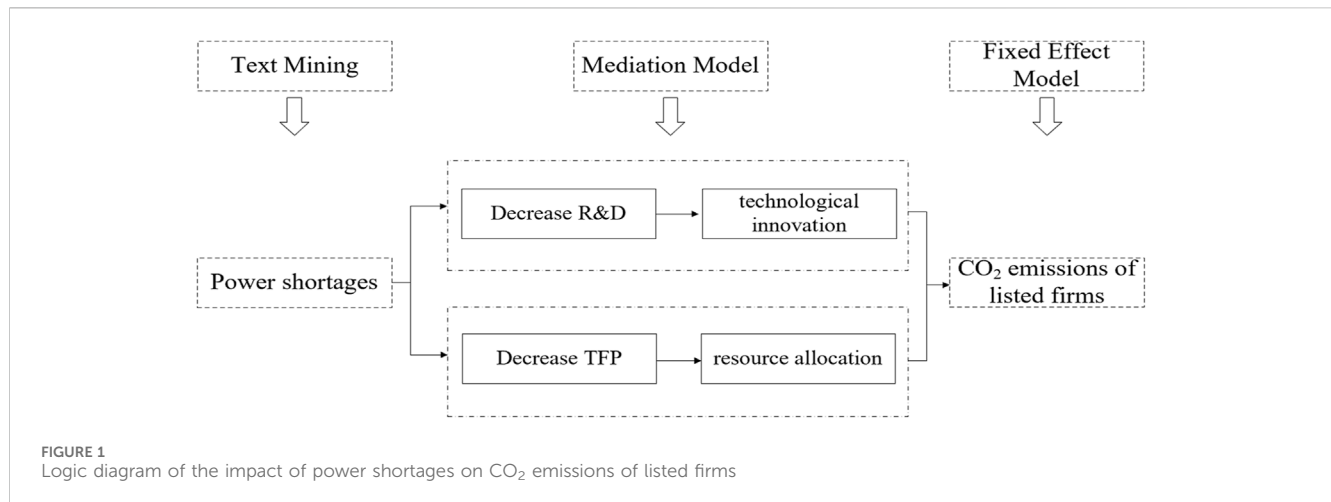 Text Mining
Mediation Model
Fixed Effect
Model
Decrease R&D
technological
innovation
Power shortages
CO₂ emissions of
listed firms
Decrease TFP
resource allocation
FIGURE 1
Logic diagram of the impact of power shortages on CO₂ emissions of listed firms